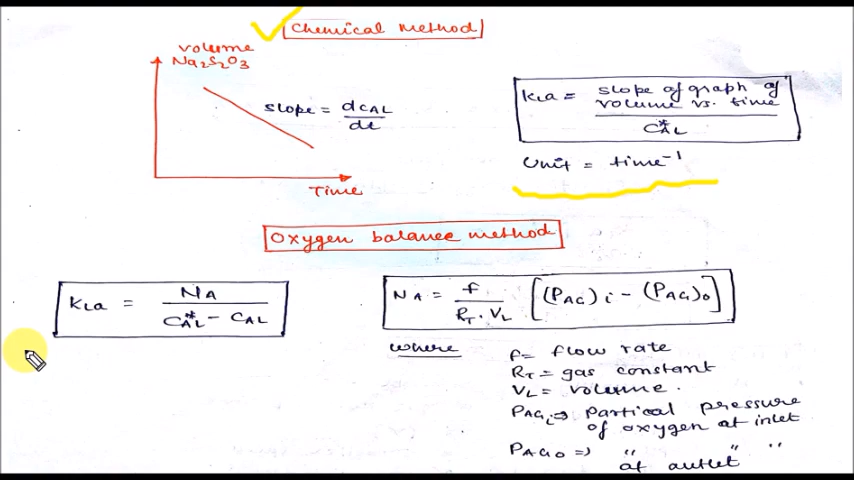 Chemical Method
Volume
Na2S2O3
slope = dCAL/dt
Time
KLa = slope of graph of volume vs. time / C*AL
Unit = time⁻¹
Oxygen balance method
KLa = NA / C*AL - CAL
NA = f / RT . VL [(PAG)i - (PAG)o]
where
f = flow rate
RT = gas constant
VL = volume.
PAGi => Partical pressure
of oxygen at inlet
PAGo => " " "
at outlet